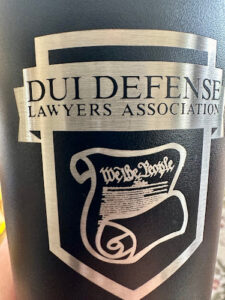 DUI DEFENSE
LAWYERS ASSOCIATION
We the People